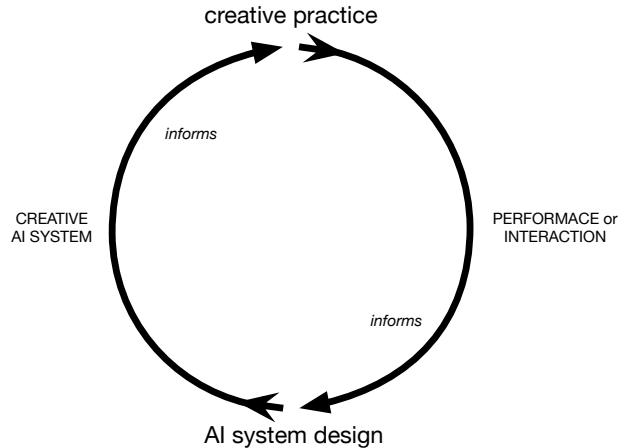 creative practice
informs
CREATIVE
AI SYSTEM
PERFORMACE or
INTERACTION
informs
AI system design